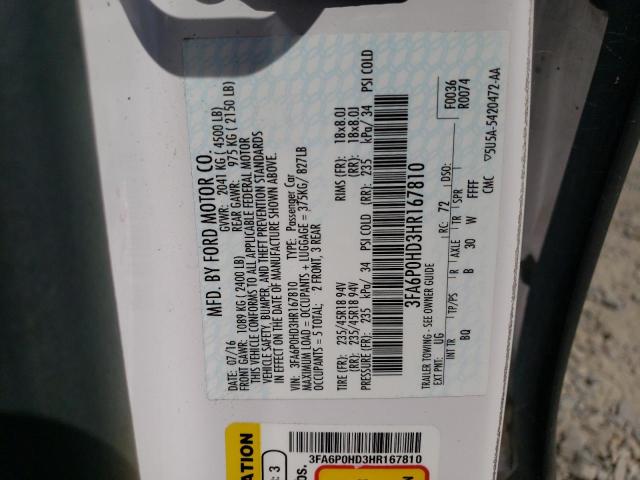 MFD. BY FORD MOTOR CO.
DATE: 07/16 GVWR: 2041 KG ( 4500 LB)
FRONT GAWR: 1089 KG ( 2400 LB) REAR GAWR: 975 KG ( 2150 LB)
THIS VEHICLE CONFORMS TO ALL APPLICABLE FEDERAL MOTOR
VEHICLE SAFETY, BUMPER, AND THEFT PREVENTION STANDARDS
IN EFFECT ON THE DATE OF MANUFACTURE SHOWN ABOVE.
VIN: 3FA6P0HD3HR167810 TYPE: Passenger Car
MAXIMUM LOAD = OCCUPANTS + LUGGAGE = 375KG/ 827LB
OCCUPANTS = 5 TOTAL: 2 FRONT, 3 REAR
TIRE (FR): 235/45R18 94V RIMS (FR): 18x8.0J
(RR): 235/45R18 94V (RR): 18x8.0J
PRESSURE (FR): 235 kPa/ 34 PSI COLD (RR): 235 kPa/ 34 PSI COLD
3FA6P0HD3HR167810
TRAILER TOWING - SEE OWNER GUIDE
F0036
R0074
EXT PNT: UG RC: 72 DSO:
INT TR TP/PS R AXLE TR SPR
BQ B 30 W FFFF
CMC 5U5A-5420472-AA
3FA6P0HD3HR167810
3